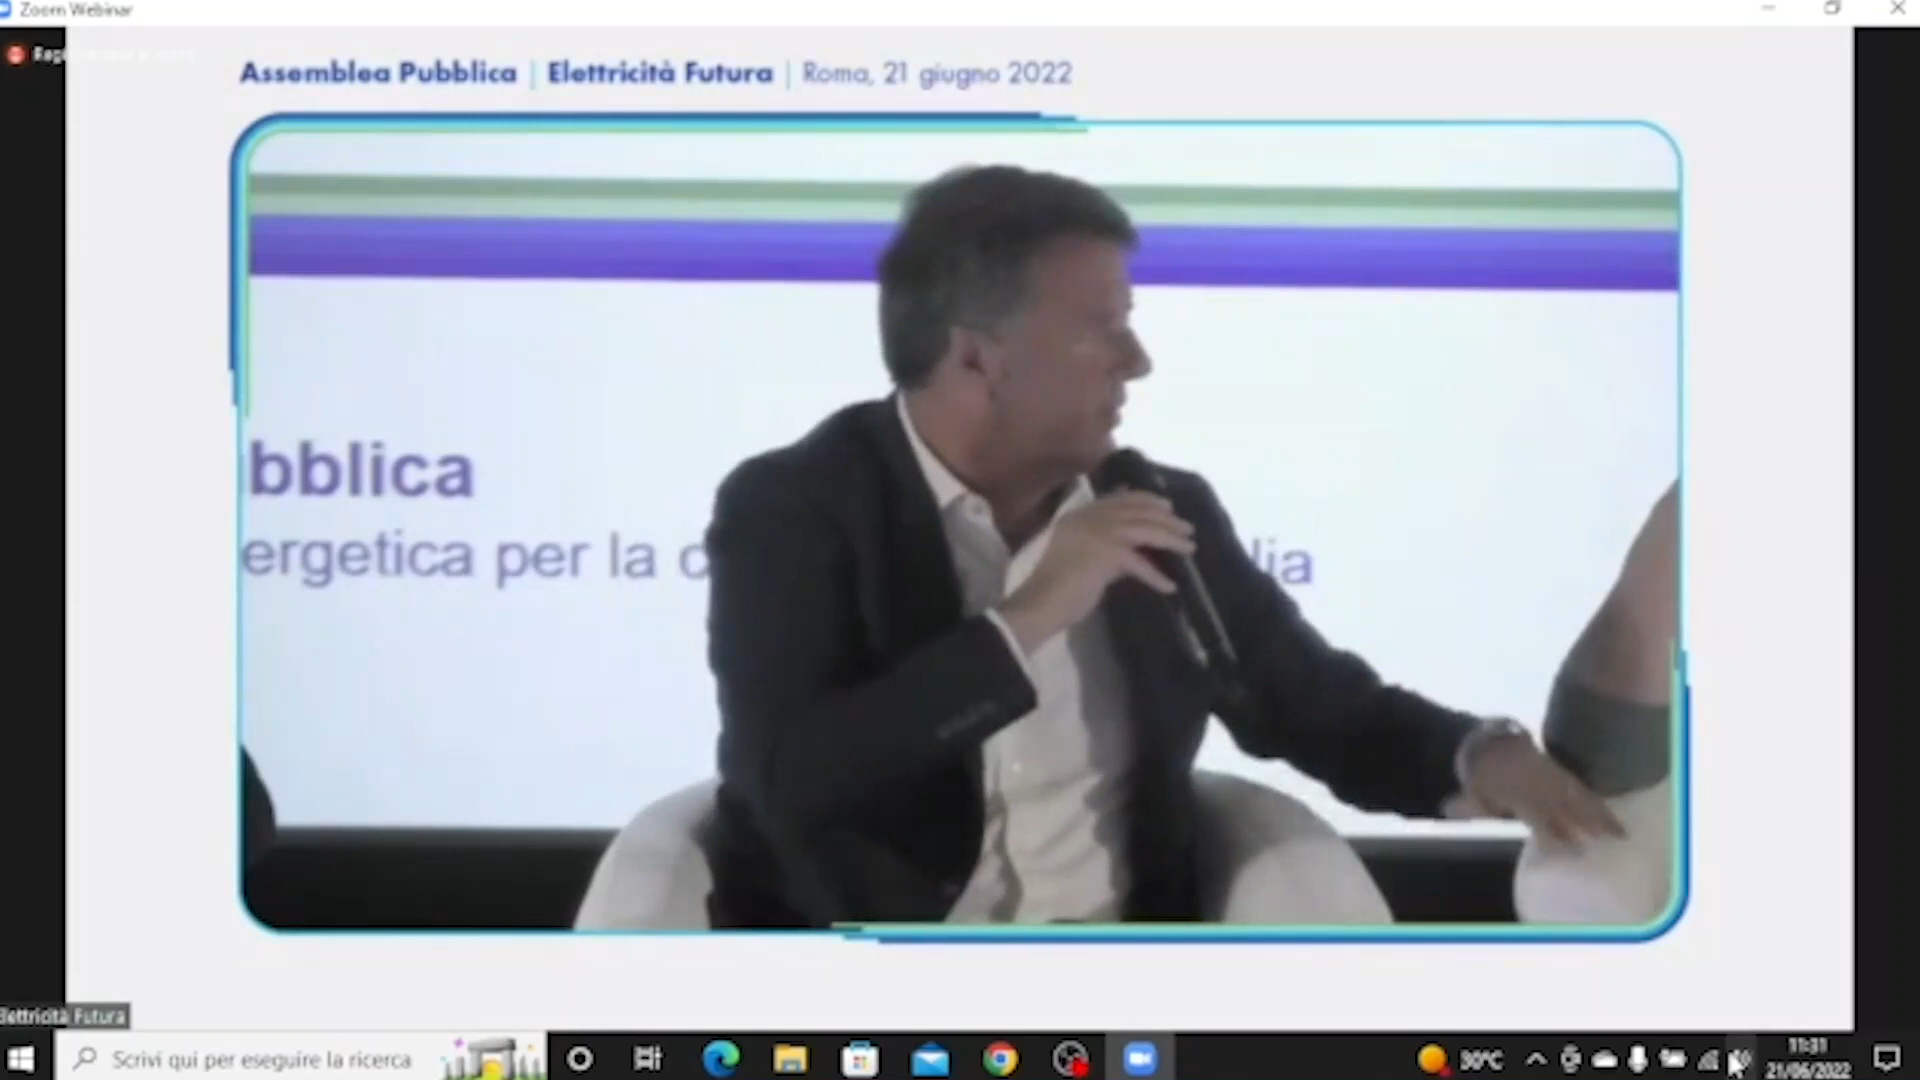 Zoom Webinar
Assemblea Pubblica | Elettricità Futura | Roma, 21 giugno 2022
bblica
ergetica per la c
lia
Elettricità Futura
Scrivi qui per eseguire la ricerca
30°C
11:31
21/06/2022